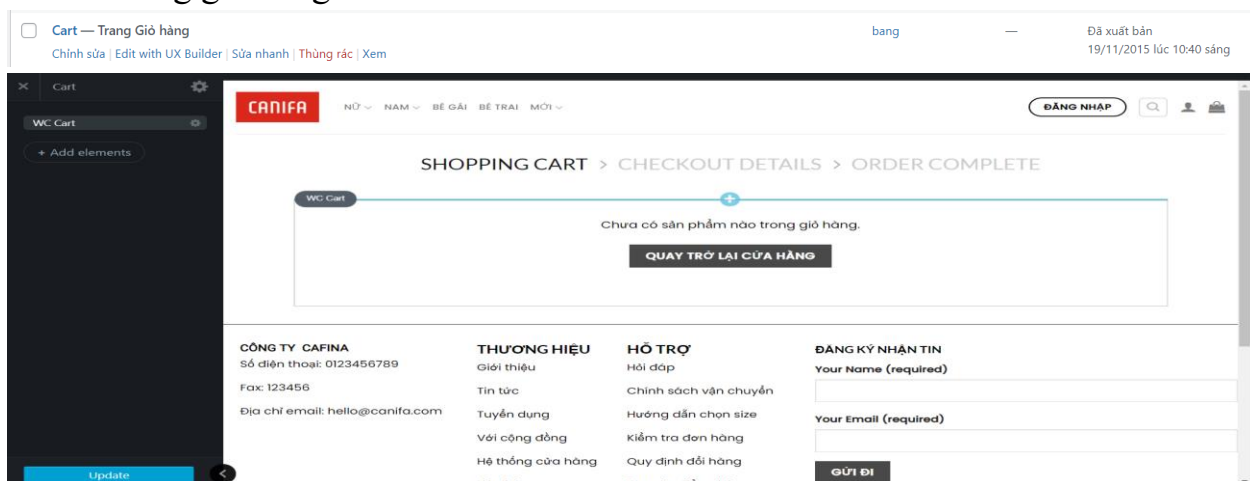 Cart — Trang Giỏ hàng
bang
—
Đã xuất bản
Chỉnh sửa | Edit with UX Builder | Sửa nhanh | Thùng rác | Xem
19/11/2015 lúc 10:40 sáng
Cart
WC Cart
+ Add elements
Update
CANIFA
NỮ NAM BÉ GÁI BÉ TRAI MỚI
ĐĂNG NHẬP
SHOPPING CART > CHECKOUT DETAILS > ORDER COMPLETE
WC Cart
Chưa có sản phẩm nào trong giỏ hàng.
QUAY TRỞ LẠI CỬA HÀNG
CÔNG TY CAFINA
Số điện thoại: 0123456789
Fax: 123456
Địa chỉ email: hello@canifa.com
THƯƠNG HIỆU
Giới thiệu
Tin tức
Tuyển dụng
Với cộng đồng
Hệ thống cửa hàng
HỖ TRỢ
Hỏi đáp
Chính sách vận chuyển
Hướng dẫn chọn size
Kiểm tra đơn hàng
Quy định đổi hàng
ĐĂNG KÝ NHẬN TIN
Your Name (required)
Your Email (required)
GỬI ĐI